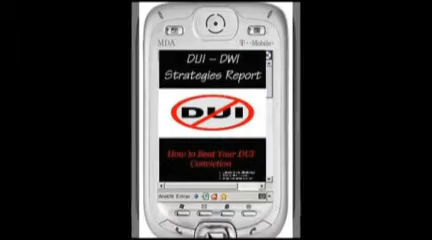 MDA T··Mobile·
DUI – DWI
Strategies Report
DUI
How to Beat Your DUI
Conviction